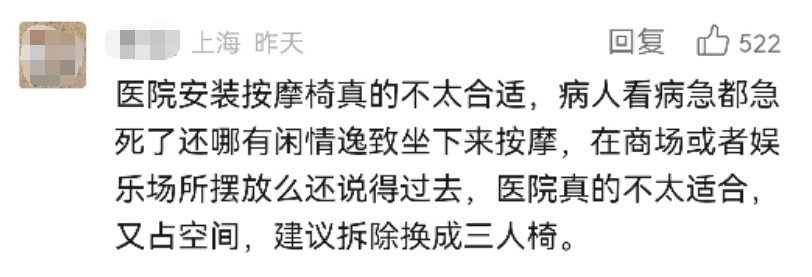 上海 昨天 回复 522
医院安装按摩椅真的不太合适，病人看病急都急
死了还哪有闲情逸致坐下来按摩，在商场或者娱
乐场所摆放么还说得过去，医院真的不太适合，
又占空间，建议拆除换成三人椅。